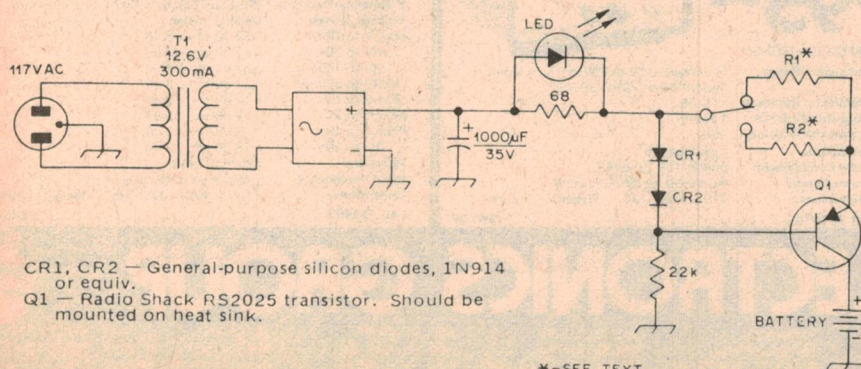 T1
12.6V
300mA
117VAC
LED
68
+
1000µF
35V
+
-
R1*
R2*
CR1
CR2
Q1
22k
+
BATTERY
-
CR1, CR2 — General-purpose silicon diodes, 1N914
or equiv.
Q1 — Radio Shack RS2025 transistor. Should be
mounted on heat sink.
*-SEE TEXT